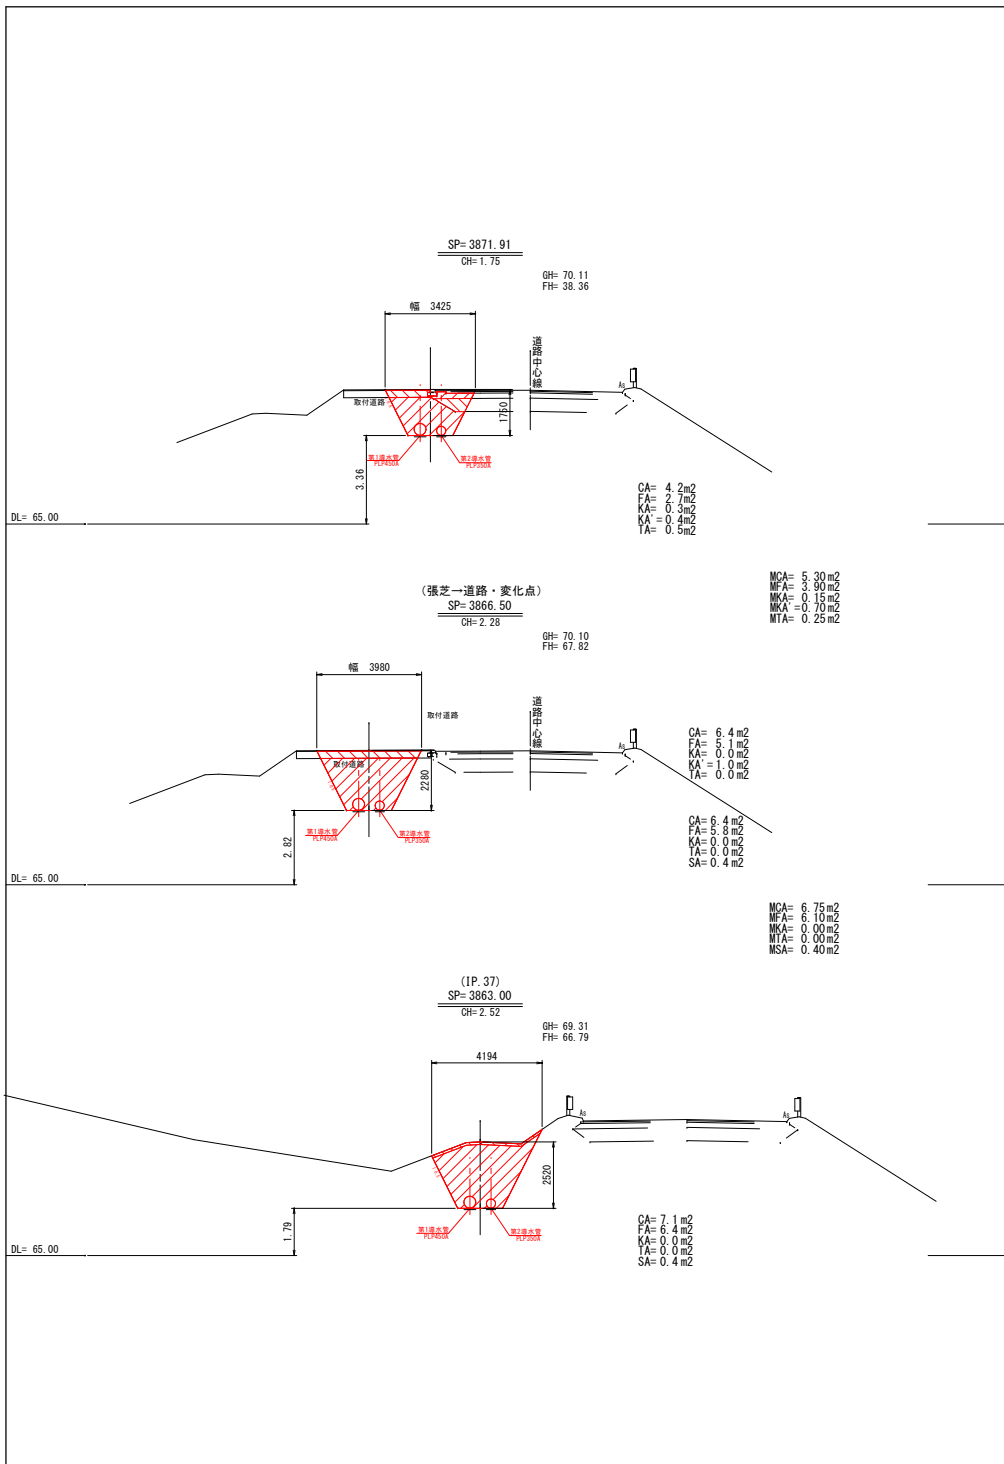 SP= 3871.91
CH= 1.75
GH= 70.11
FH= 38.36
幅 3425
道路中心線
As
取付道路
1750
第1導水管
PLP450A
第2導水管
PLP350A
3.36
CA= 4.2m2
FA= 2.7m2
KA= 0.3m2
KA'= 0.4m2
TA= 0.5m2
DL= 65.00
MCA= 5.30m2
MFA= 3.90m2
MKA= 0.15m2
MKA'= 0.70m2
MTA= 0.25m2
(張芝→道路・変化点)
SP= 3866.50
CH= 2.28
GH= 70.10
FH= 67.82
幅 3980
取付道路
道路中心線
As
取付道路
2280
第1導水管
PLP450A
第2導水管
PLP350A
2.82
CA= 6.4m2
FA= 5.1m2
KA= 0.0m2
KA'= 1.0m2
TA= 0.0m2
CA= 6.4m2
FA= 5.8m2
KA= 0.0m2
TA= 0.0m2
SA= 0.4m2
DL= 65.00
MCA= 6.75m2
MFA= 6.10m2
MKA= 0.00m2
MTA= 0.00m2
MSA= 0.40m2
(IP.37)
SP= 3863.00
CH= 2.52
GH= 69.31
FH= 66.79
4194
As
As
2520
第1導水管
PLP450A
第2導水管
PLP350A
1.79
CA= 7.1m2
FA= 6.4m2
KA= 0.0m2
TA= 0.0m2
SA= 0.4m2
DL= 65.00